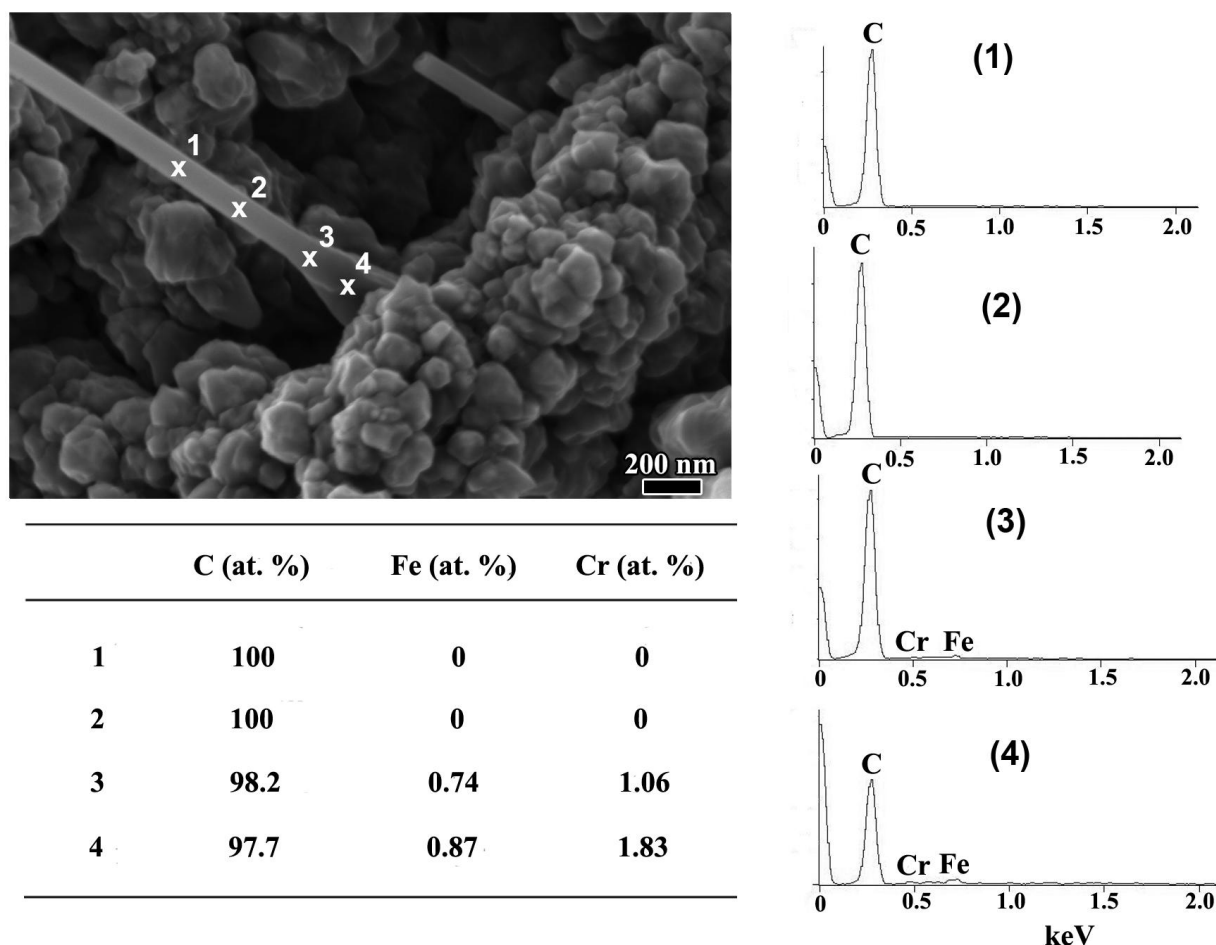 1
2
3
4
200 nm
C (at. %) Fe (at. %) Cr (at. %)
1 100 0 0
2 100 0 0
3 98.2 0.74 1.06
4 97.7 0.87 1.83
C
(1)
0 0.5 1.0 1.5 2.0
C
(2)
0 0.5 1.0 1.5 2.0
C
(3)
Cr Fe
0 0.5 1.0 1.5 2.0
C
(4)
Cr Fe
0 0.5 1.0 1.5 2.0
keV